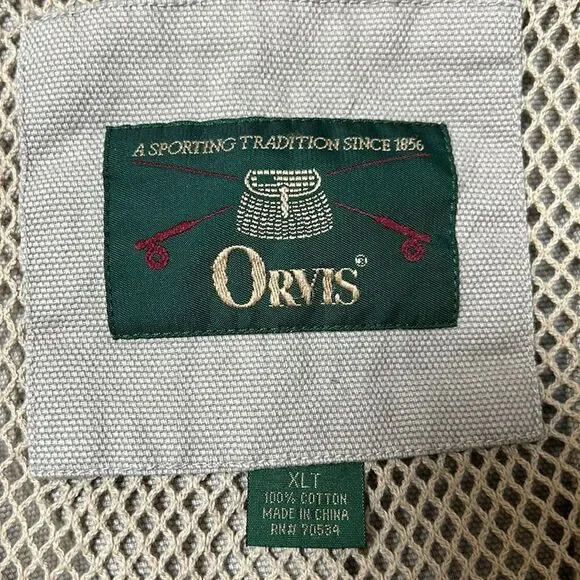 A SPORTING TRADITION SINCE 1856
ORVIS®
XLT
100% COTTON
MADE IN CHINA
RN# 70534